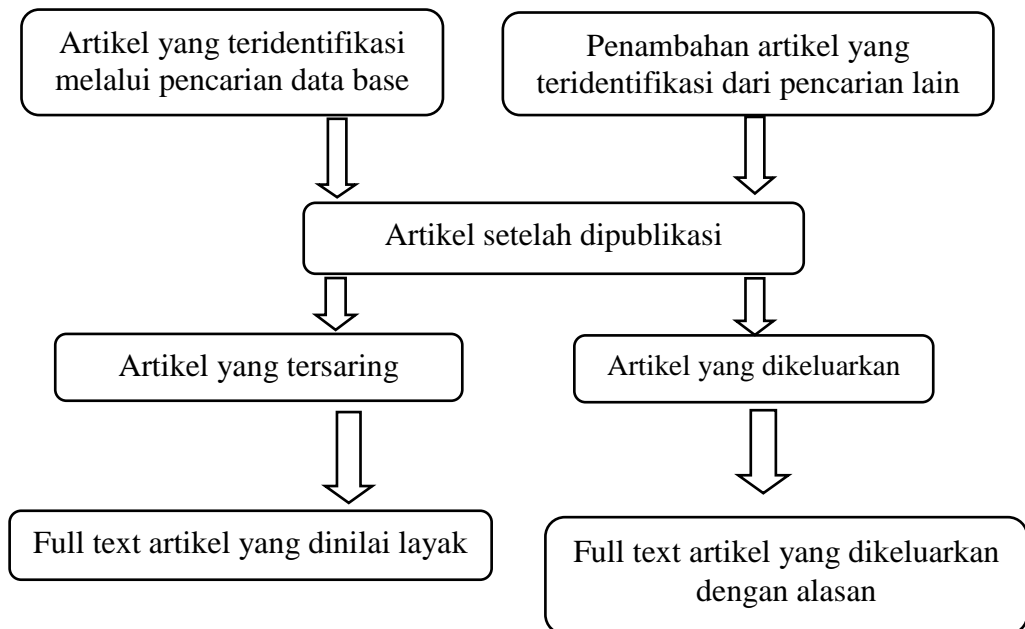 Artikel yang teridentifikasi
melalui pencarian data base
Penambahan artikel yang
teridentifikasi dari pencarian lain
Artikel setelah dipublikasi
Artikel yang tersaring
Artikel yang dikeluarkan
Full text artikel yang dinilai layak
Full text artikel yang dikeluarkan
dengan alasan